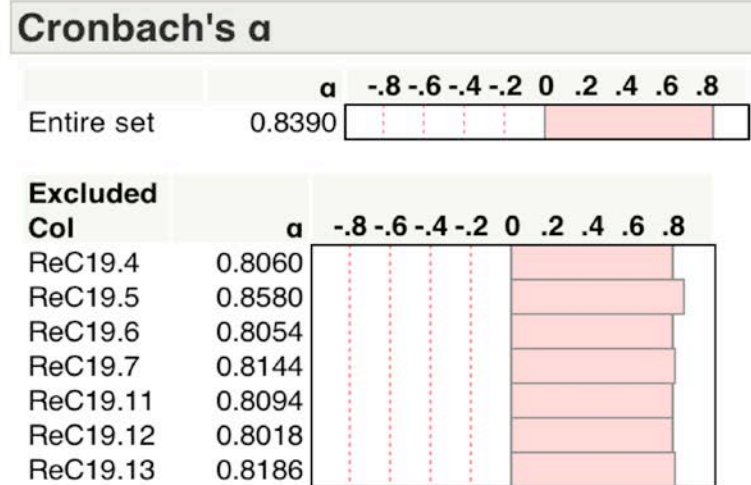 Cronbach's α
α -.8 -.6 -.4 -.2 0 .2 .4 .6 .8
Entire set 0.8390
Excluded
Col α -.8 -.6 -.4 -.2 0 .2 .4 .6 .8
ReC19.4 0.8060
ReC19.5 0.8580
ReC19.6 0.8054
ReC19.7 0.8144
ReC19.11 0.8094
ReC19.12 0.8018
ReC19.13 0.8186